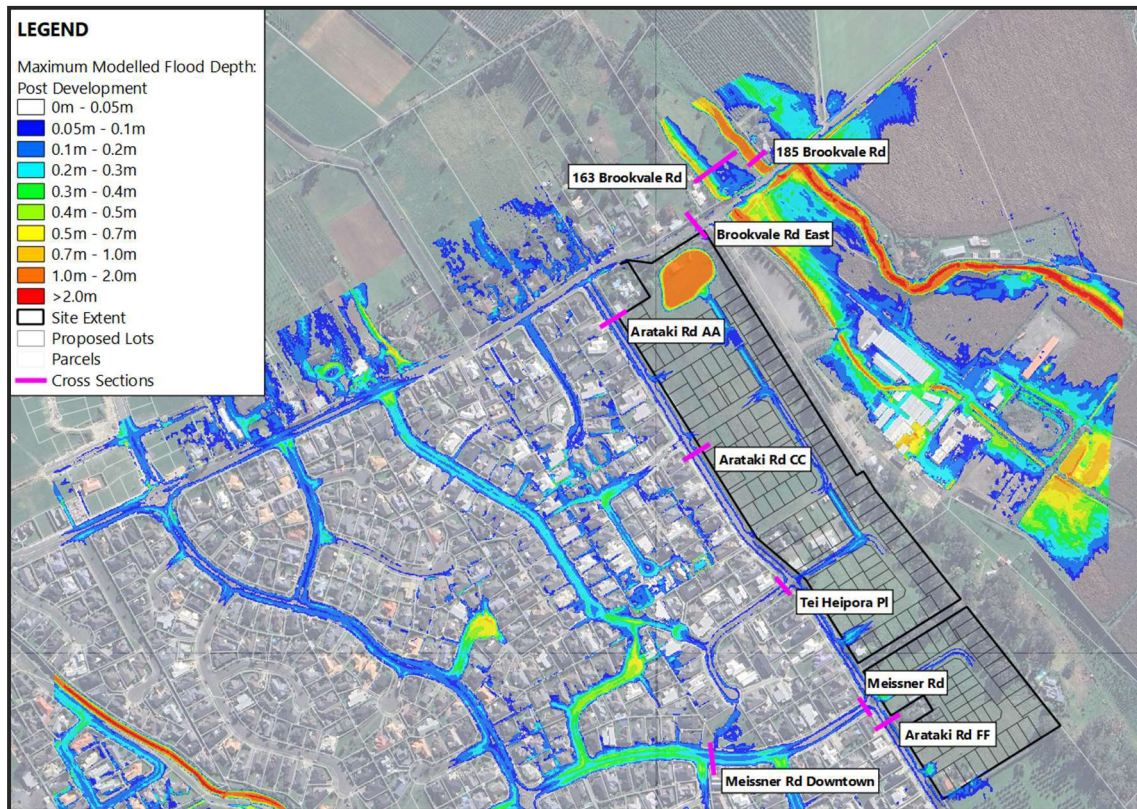 LEGEND
Maximum Modelled Flood Depth:
Post Development
0m - 0.05m
0.05m - 0.1m
0.1m - 0.2m
0.2m - 0.3m
0.3m - 0.4m
0.4m - 0.5m
0.5m - 0.7m
0.7m - 1.0m
1.0m - 2.0m
>2.0m
Site Extent
Proposed Lots
Parcels
Cross Sections
185 Brookvale Rd
163 Brookvale Rd
Brookvale Rd East
Arataki Rd AA
Arataki Rd CC
Tei Heipora Pl
Meissner Rd
Arataki Rd FF
Meissner Rd Downtown